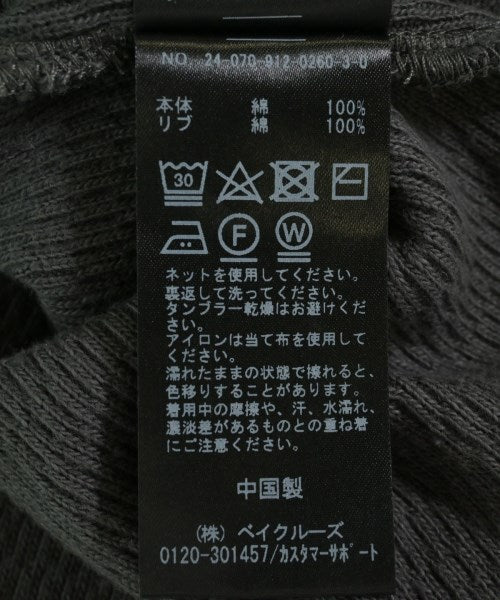 NO. 24-070-912-0260-3-0
本体 綿 100%
リブ 綿 100%
30
F W
ネットを使用してください。
裏返して洗ってください。
タンブラー乾燥はお避けくだ
さい。
アイロンは当て布を使用して
ください。
濡れたままの状態で擦れると、
色移りすることがあります。
着用中の摩擦や、汗、水濡れ、
濃淡差があるものとの重ね着
にご注意ください。
中国製
(株) ベイクルーズ
0120-301457/カスタマーサポート